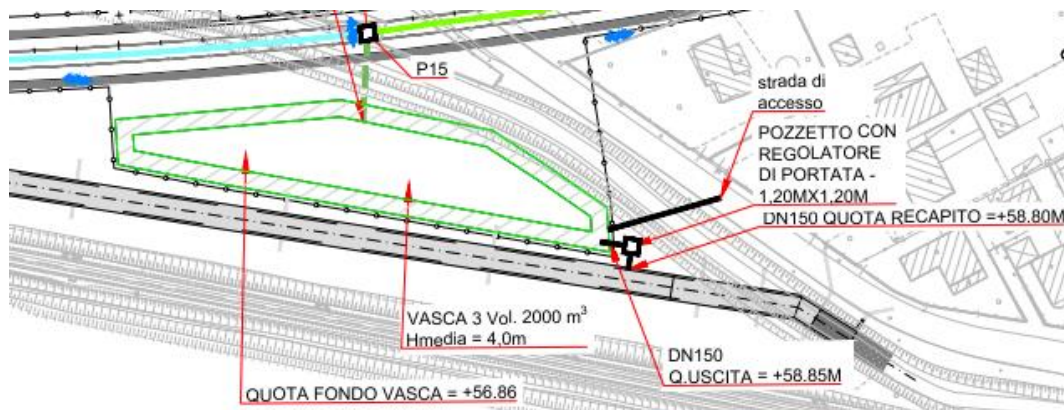 P15
strada di
accesso
POZZETTO CON
REGOLATORE
DI PORTATA -
1,20MX1,20M
DN150 QUOTA RECAPITO =+58.80M
VASCA 3 Vol. 2000 m³
Hmedia = 4,0m
DN150
Q.USCITA = +58.85M
QUOTA FONDO VASCA = +56.86